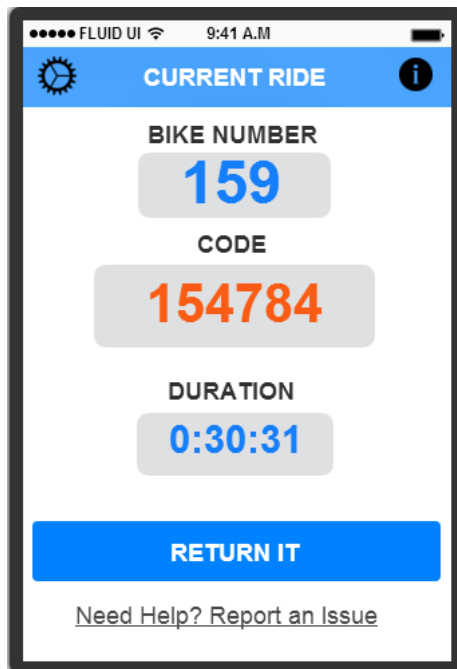 FLUID UI 9:41 A.M
CURRENT RIDE
BIKE NUMBER
159
CODE
154784
DURATION
0:30:31
RETURN IT
Need Help? Report an Issue